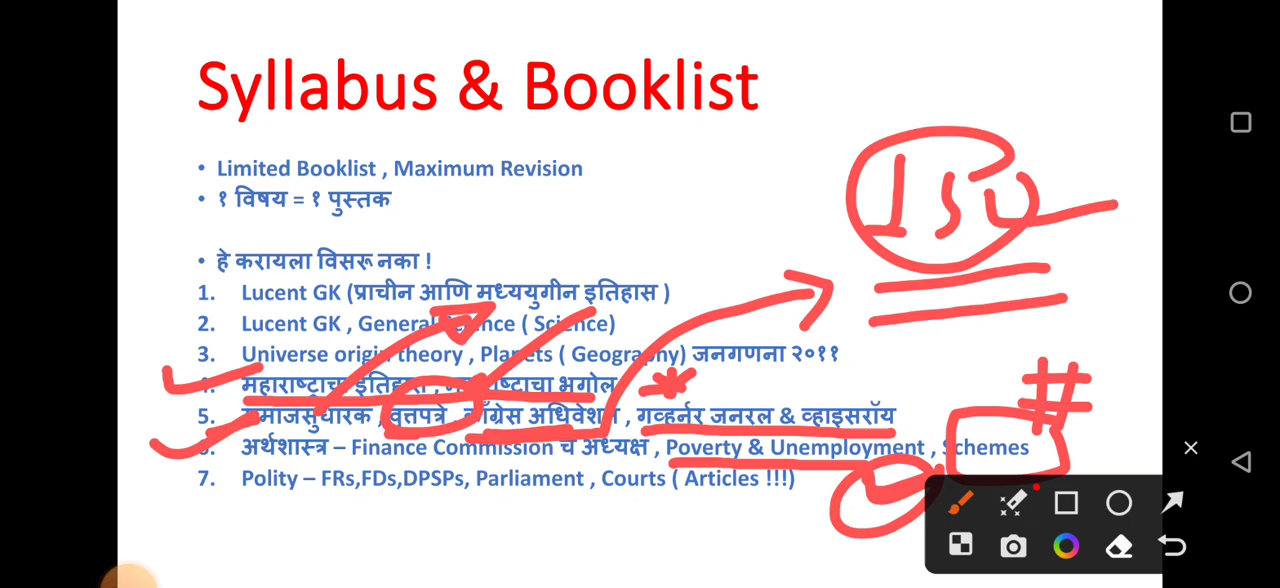 Syllabus & Booklist
• Limited Booklist , Maximum Revision
• १ विषय = १ पुस्तक
• हे करायला विसरू नका !
1. Lucent GK (प्राचीन आणि मध्ययुगीन इतिहास )
2. Lucent GK , General Science ( Science)
3. Universe origin theory , Planets ( Geography) जनगणना २०११
4. महाराष्ट्राचा इतिहास , महाराष्ट्राचा भूगोल
5. समाजसुधारक , वृत्तपत्रे , काँग्रेस अधिवेशन , गव्हर्नर जनरल & व्हाइसरॉय
6. अर्थशास्त्र – Finance Commission चे अध्यक्ष , Poverty & Unemployment , Schemes
7. Polity – FRs,FDs,DPSPs, Parliament , Courts ( Articles !!!)
#